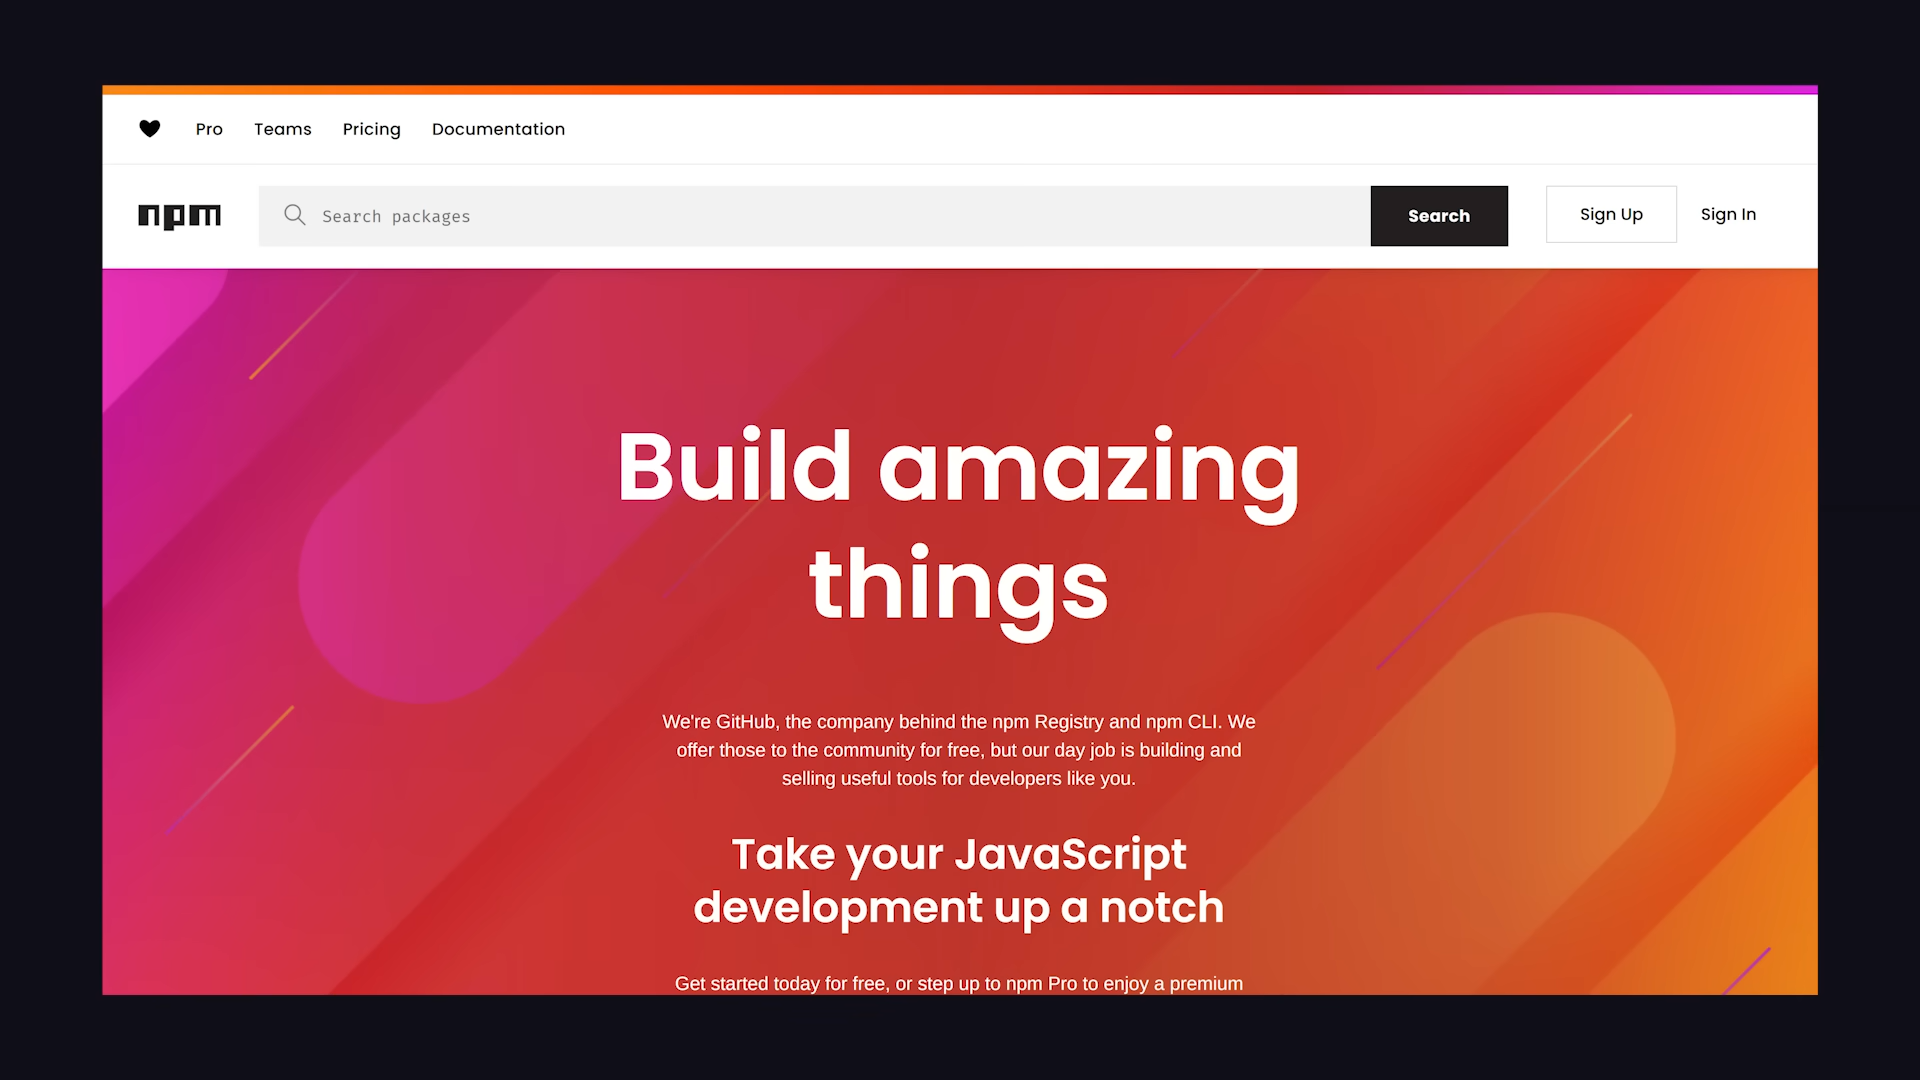 Pro Teams Pricing Documentation
npm Search packages Search Sign Up Sign In
Build amazing
things
We're GitHub, the company behind the npm Registry and npm CLI. We
offer those to the community for free, but our day job is building and
selling useful tools for developers like you.
Take your JavaScript
development up a notch
Get started today for free, or step up to npm Pro to enjoy a premium